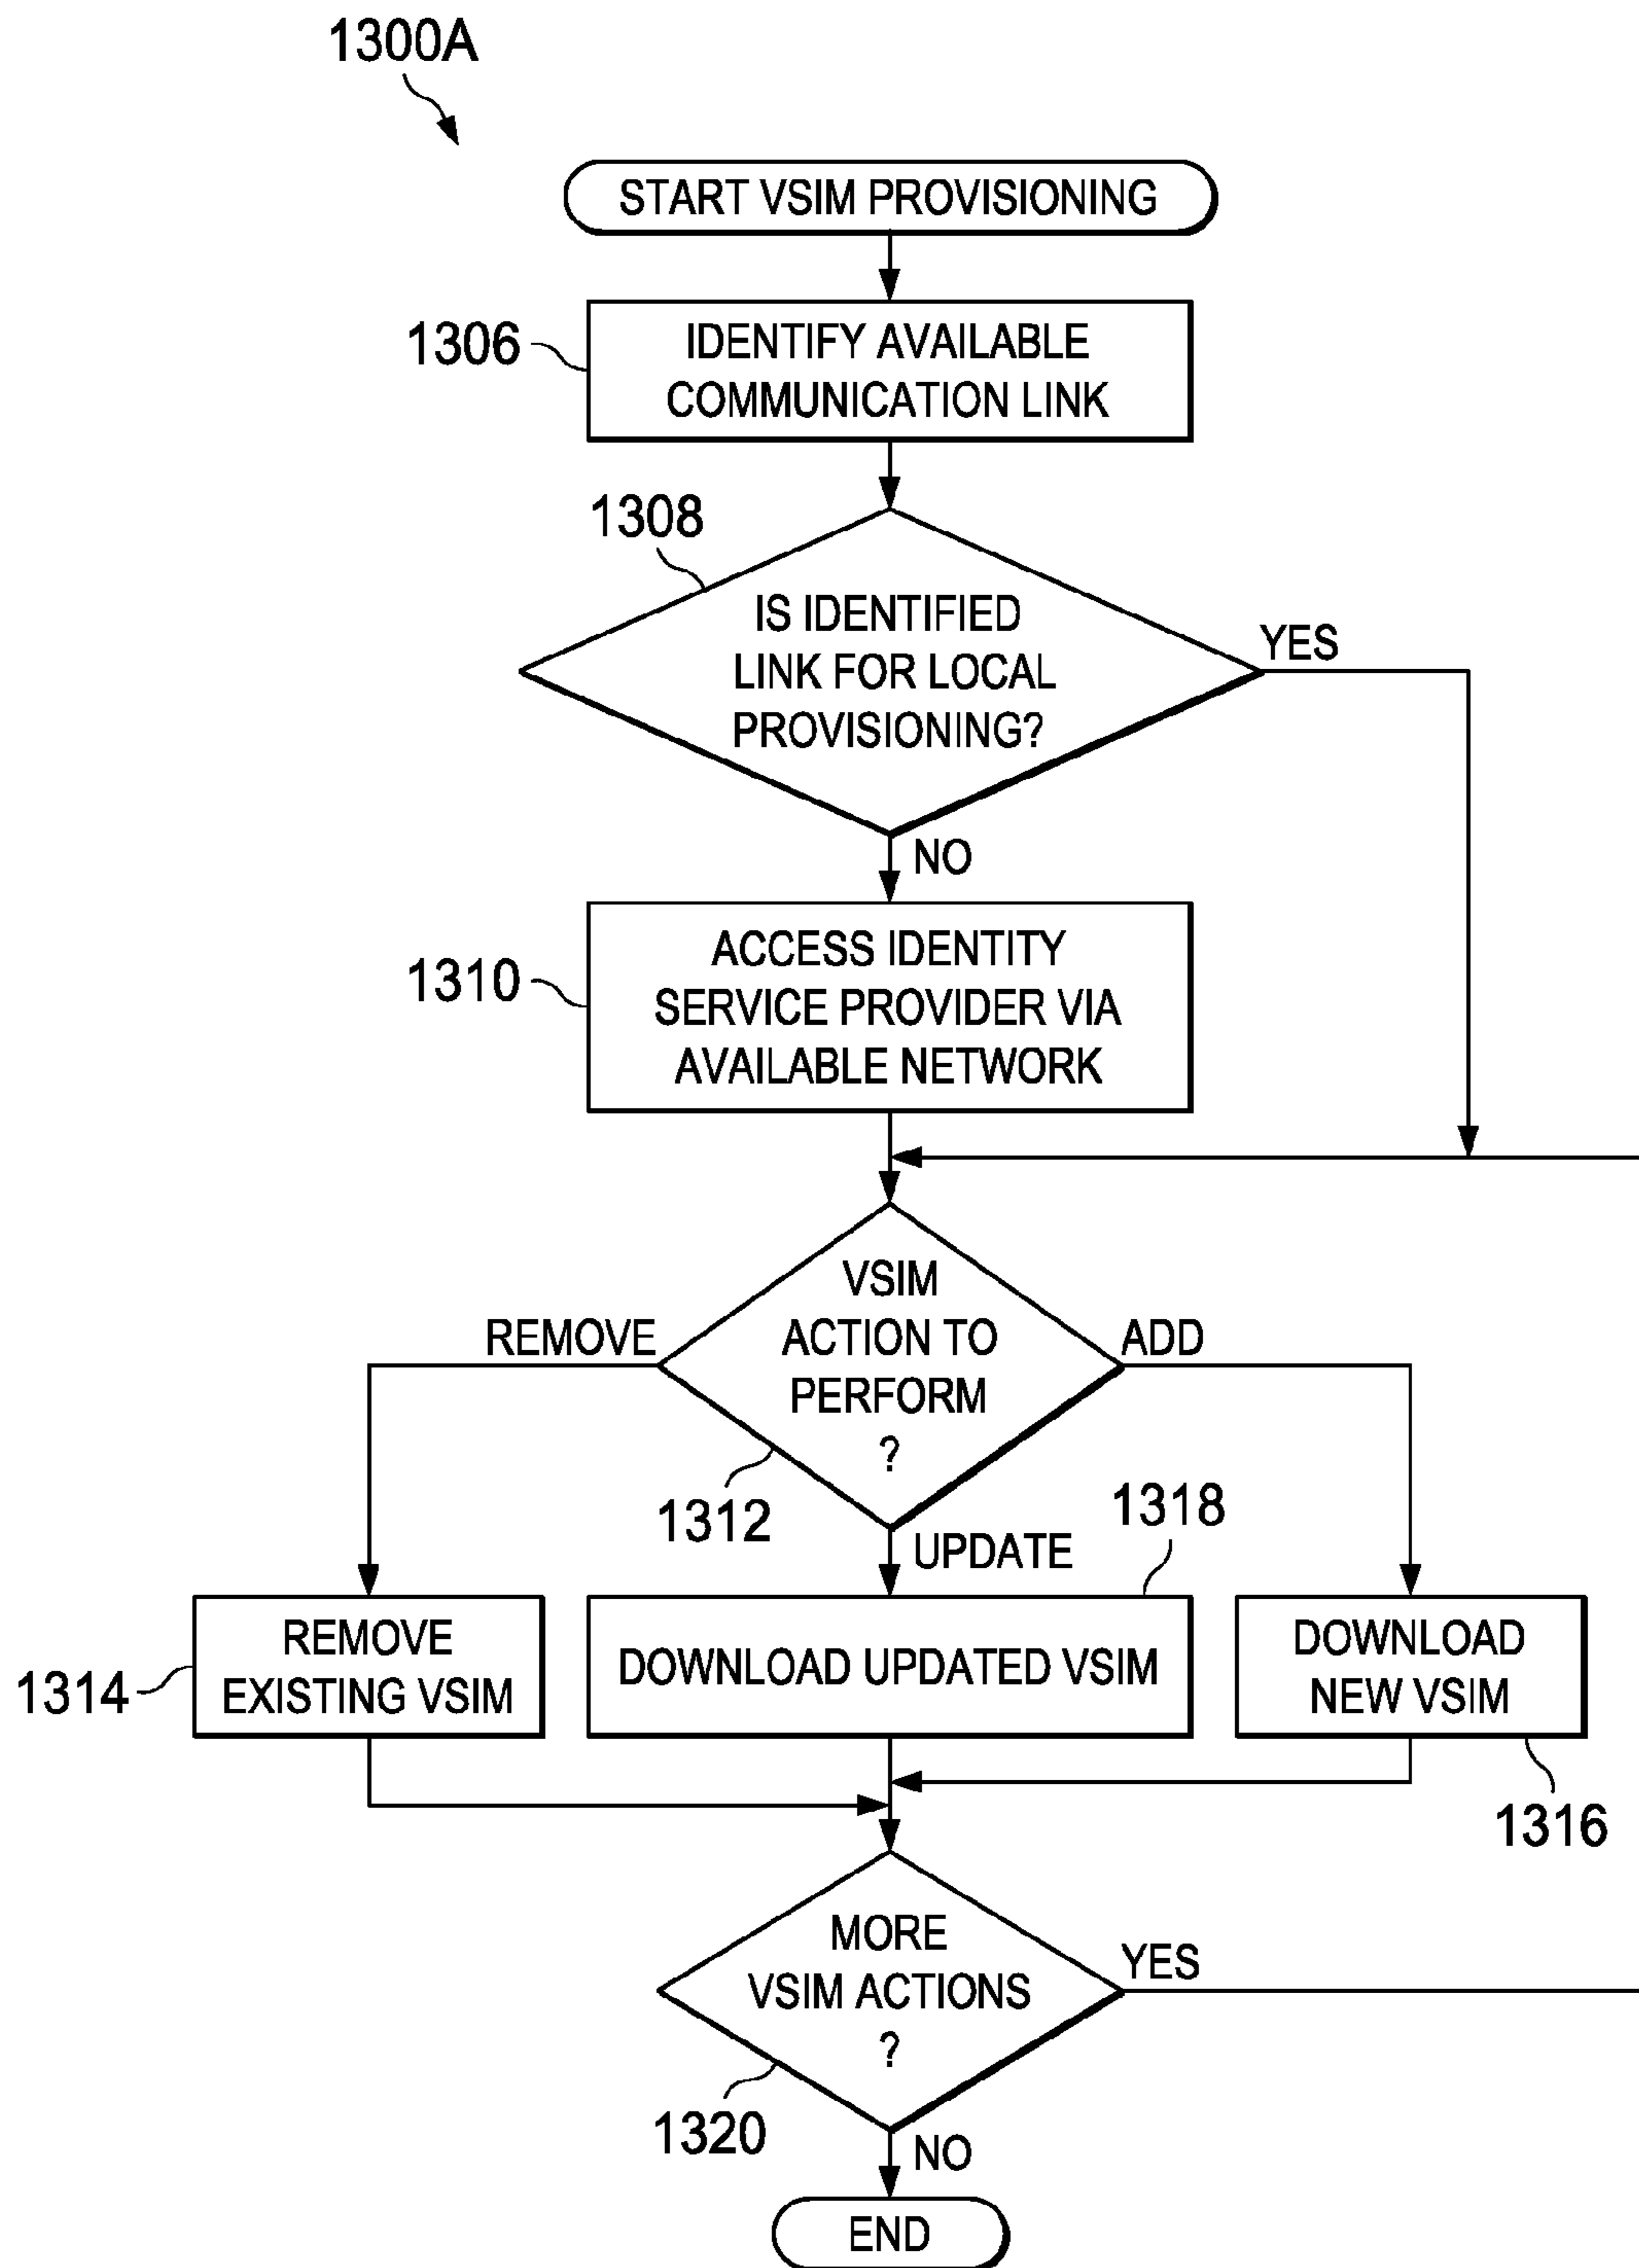 1300A
START VSIM PROVISIONING
1306
IDENTIFY AVAILABLE
COMMUNICATION LINK
1308
IS IDENTIFIED
LINK FOR LOCAL
PROVISIONING?
YES
NO
1310
ACCESS IDENTITY
SERVICE PROVIDER VIA
AVAILABLE NETWORK
VSIM
ACTION TO
PERFORM
?
REMOVE
ADD
1312
UPDATE
1318
1314
REMOVE
EXISTING VSIM
DOWNLOAD UPDATED VSIM
DOWNLOAD
NEW VSIM
1316
MORE
VSIM ACTIONS
?
YES
1320
NO
END